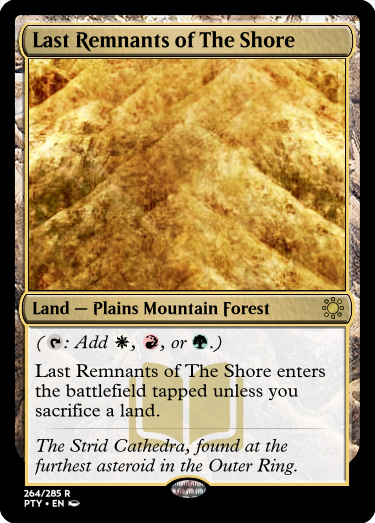 Last Remnants of The Shore
Land — Plains Mountain Forest
( : Add , , or .)
Last Remnants of The Shore enters
the battlefield tapped unless you
sacrifice a land.
The Strid Cathedra, found at the
furthest asteroid in the Outer Ring.
264/285 R
PTY • EN